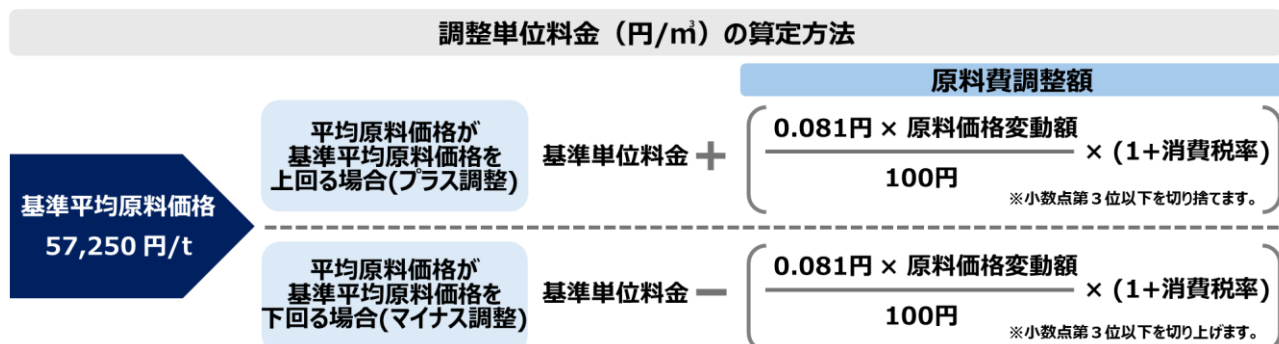 調整単位料金（円/㎥）の算定方法
原料費調整額
基準平均原料価格
57,250 円/t
平均原料価格が
基準平均原料価格を
上回る場合(プラス調整)
基準単位料金 +
0.081円 × 原料価格変動額
100円
× (1+消費税率)
※小数点第３位以下を切り捨てます。
平均原料価格が
基準平均原料価格を
下回る場合(マイナス調整)
基準単位料金 −
0.081円 × 原料価格変動額
100円
× (1+消費税率)
※小数点第３位以下を切り上げます。